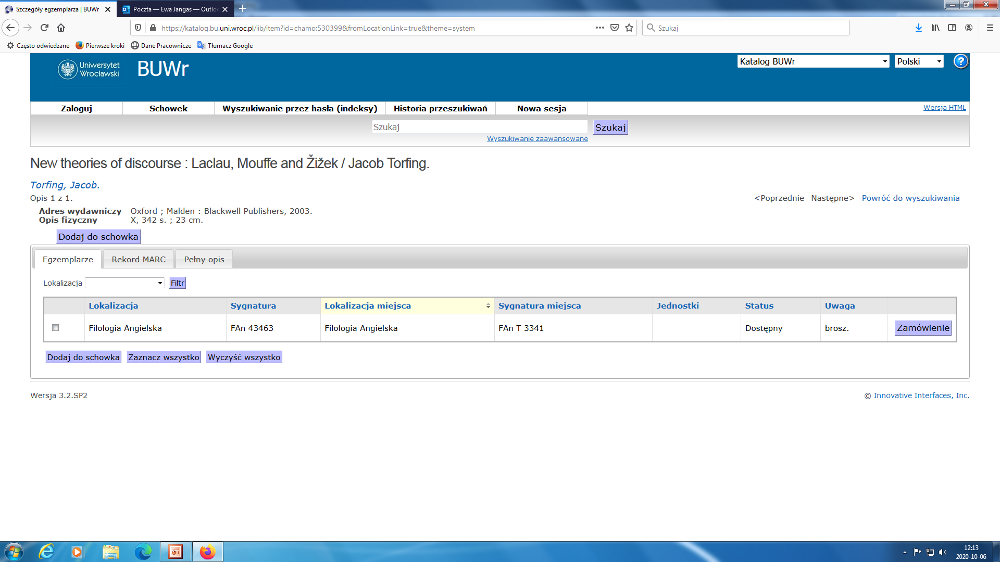 Szczegóły egzemplarza | BUWr
Poczta — Ewa Jangas — Outlo
https://katalog.bu.uni.wroc.pl/lib/item?id=chamo:530399&fromLocationLink=true&theme=system
Szukaj
Często odwiedzane Pierwsze kroki Dane Pracownicze Tłumacz Google
Uniwersytet
Wrocławski
BUWr
Katalog BUWr Polski ?
Zaloguj Schowek Wyszukiwanie przez hasła (indeksy) Historia przeszukiwań Nowa sesja Wersja HTML
Szukaj Szukaj
Wyszukiwanie zaawansowane
New theories of discourse : Laclau, Mouffe and Žižek / Jacob Torfing.
Torfing, Jacob.
Opis 1 z 1. <Poprzednie Następne> Powróć do wyszukiwania
Adres wydawniczy Oxford ; Malden : Blackwell Publishers, 2003.
Opis fizyczny X, 342 s. ; 23 cm.
Dodaj do schowka
Egzemplarze Rekord MARC Pełny opis
Lokalizacja Filtr
Lokalizacja Sygnatura Lokalizacja miejsca Sygnatura miejsca Jednostki Status Uwaga
Filologia Angielska FAn 43463 Filologia Angielska FAn T 3341 Dostępny brosz. Zamówienie
Dodaj do schowka Zaznacz wszystko Wyczyść wszystko
Wersja 3.2.SP2 © Innovative Interfaces, Inc.
12:13
2020-10-06